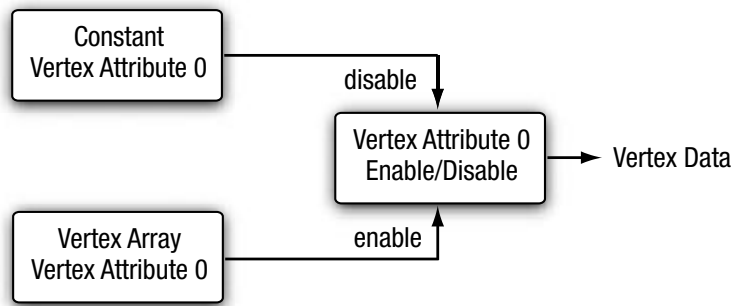 Constant
Vertex Attribute 0
disable
Vertex Attribute 0
Enable/Disable
Vertex Data
Vertex Array
Vertex Attribute 0
enable